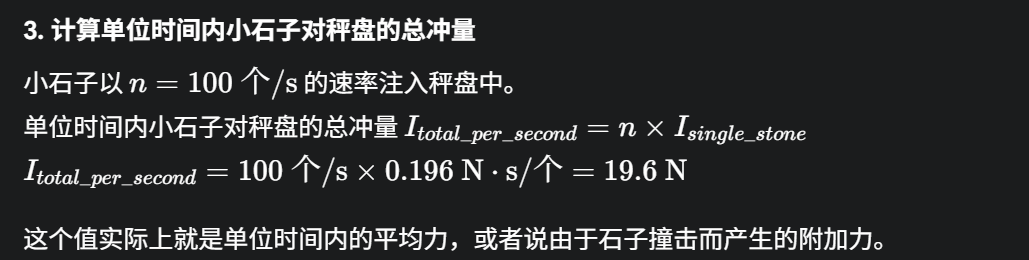 3. 计算单位时间内小石子对秤盘的总冲量
小石子以 n = 100 个/s 的速率注入秤盘中。
单位时间内小石子对秤盘的总冲量 I_{total\_per\_second} = n × I_{single\_stone}
I_{total\_per\_second} = 100 个/s × 0.196 N · s/个 = 19.6 N
这个值实际上就是单位时间内的平均力，或者说由于石子撞击而产生的附加力。